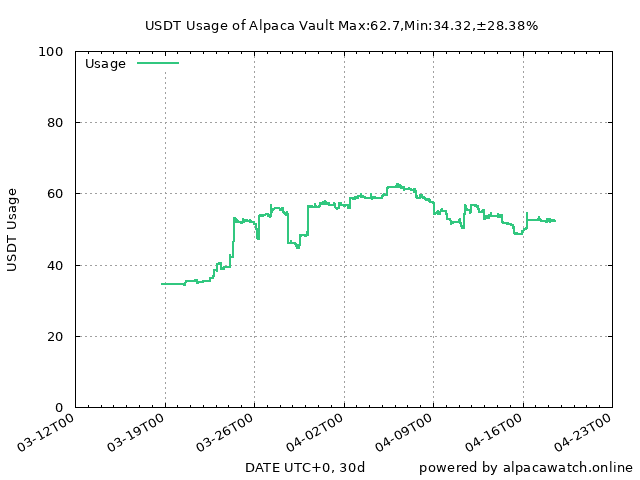 USDT Usage of Alpaca Vault Max:62.7,Min:34.32,±28.38%
Usage
100
80
60
40
20
0
USDT Usage
03-12T00
03-19T00
03-26T00
04-02T00
04-09T00
04-16T00
04-23T00
DATE UTC+0, 30d
powered by alpacawatch.online